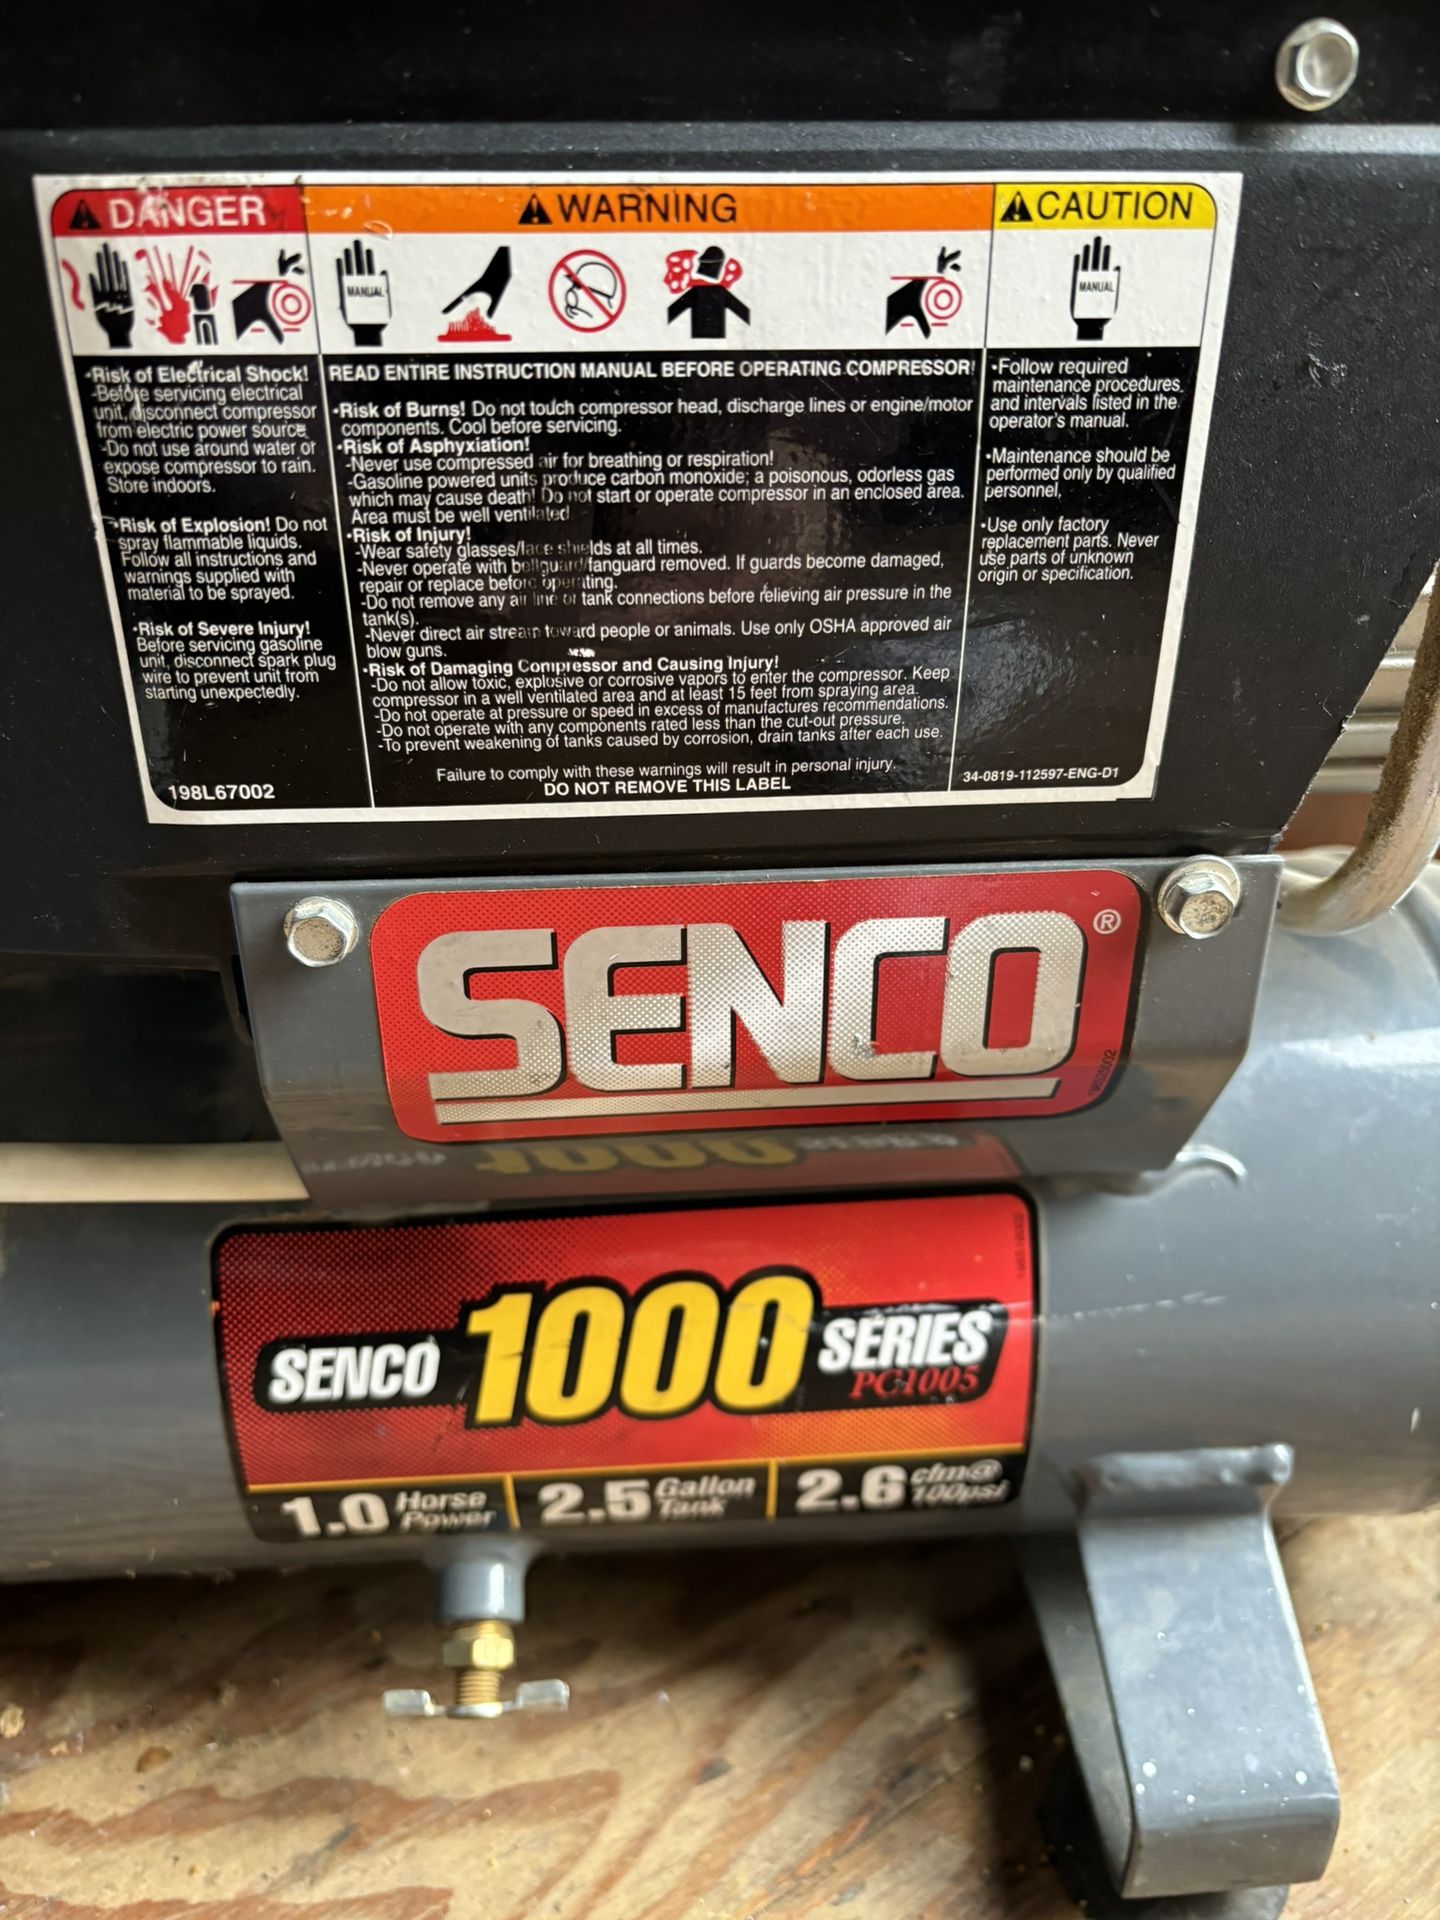 DANGER
WARNING
CAUTION
MANUAL
MANUAL
•Risk of Electrical Shock!
-Before servicing electrical
unit, disconnect compressor
from electric power source.
-Do not use around water or
expose compressor to rain.
Store indoors.
•Risk of Explosion! Do not
spray flammable liquids.
Follow all instructions and
warnings supplied with
material to be sprayed.
•Risk of Severe Injury!
Before servicing gasoline
unit, disconnect spark plug
wire to prevent unit from
starting unexpectedly.
198L67002
READ ENTIRE INSTRUCTION MANUAL BEFORE OPERATING COMPRESSOR!
•Risk of Burns! Do not touch compressor head, discharge lines or engine/motor
components. Cool before servicing.
•Risk of Asphyxiation!
-Never use compressed air for breathing or respiration!
-Gasoline powered units produce carbon monoxide; a poisonous, odorless gas
which may cause death! Do not start or operate compressor in an enclosed area.
Area must be well ventilated
•Risk of Injury!
-Wear safety glasses/face shields at all times.
-Never operate with beltguard/fanguard removed. If guards become damaged,
repair or replace before operating.
-Do not remove any air line or tank connections before relieving air pressure in the
tank(s).
-Never direct air stream toward people or animals. Use only OSHA approved air
blow guns.
•Risk of Damaging Compressor and Causing Injury!
-Do not allow toxic, explosive or corrosive vapors to enter the compressor. Keep
compressor in a well ventilated area and at least 15 feet from spraying area.
-Do not operate at pressure or speed in excess of manufactures recommendations.
-Do not operate with any components rated less than the cut-out pressure.
-To prevent weakening of tanks caused by corrosion, drain tanks after each use.
Failure to comply with these warnings will result in personal injury.
DO NOT REMOVE THIS LABEL
•Follow required
maintenance procedures
and intervals listed in the
operator's manual.
•Maintenance should be
performed only by qualified
personnel,
•Use only factory
replacement parts. Never
use parts of unknown
origin or specification.
34-0819-112597-ENG-D1
SENCO®
SENCO 1000 SERIES
PC1005
1.0 Horse Power
2.5 Gallon Tank
2.6 cfm@ 100psi